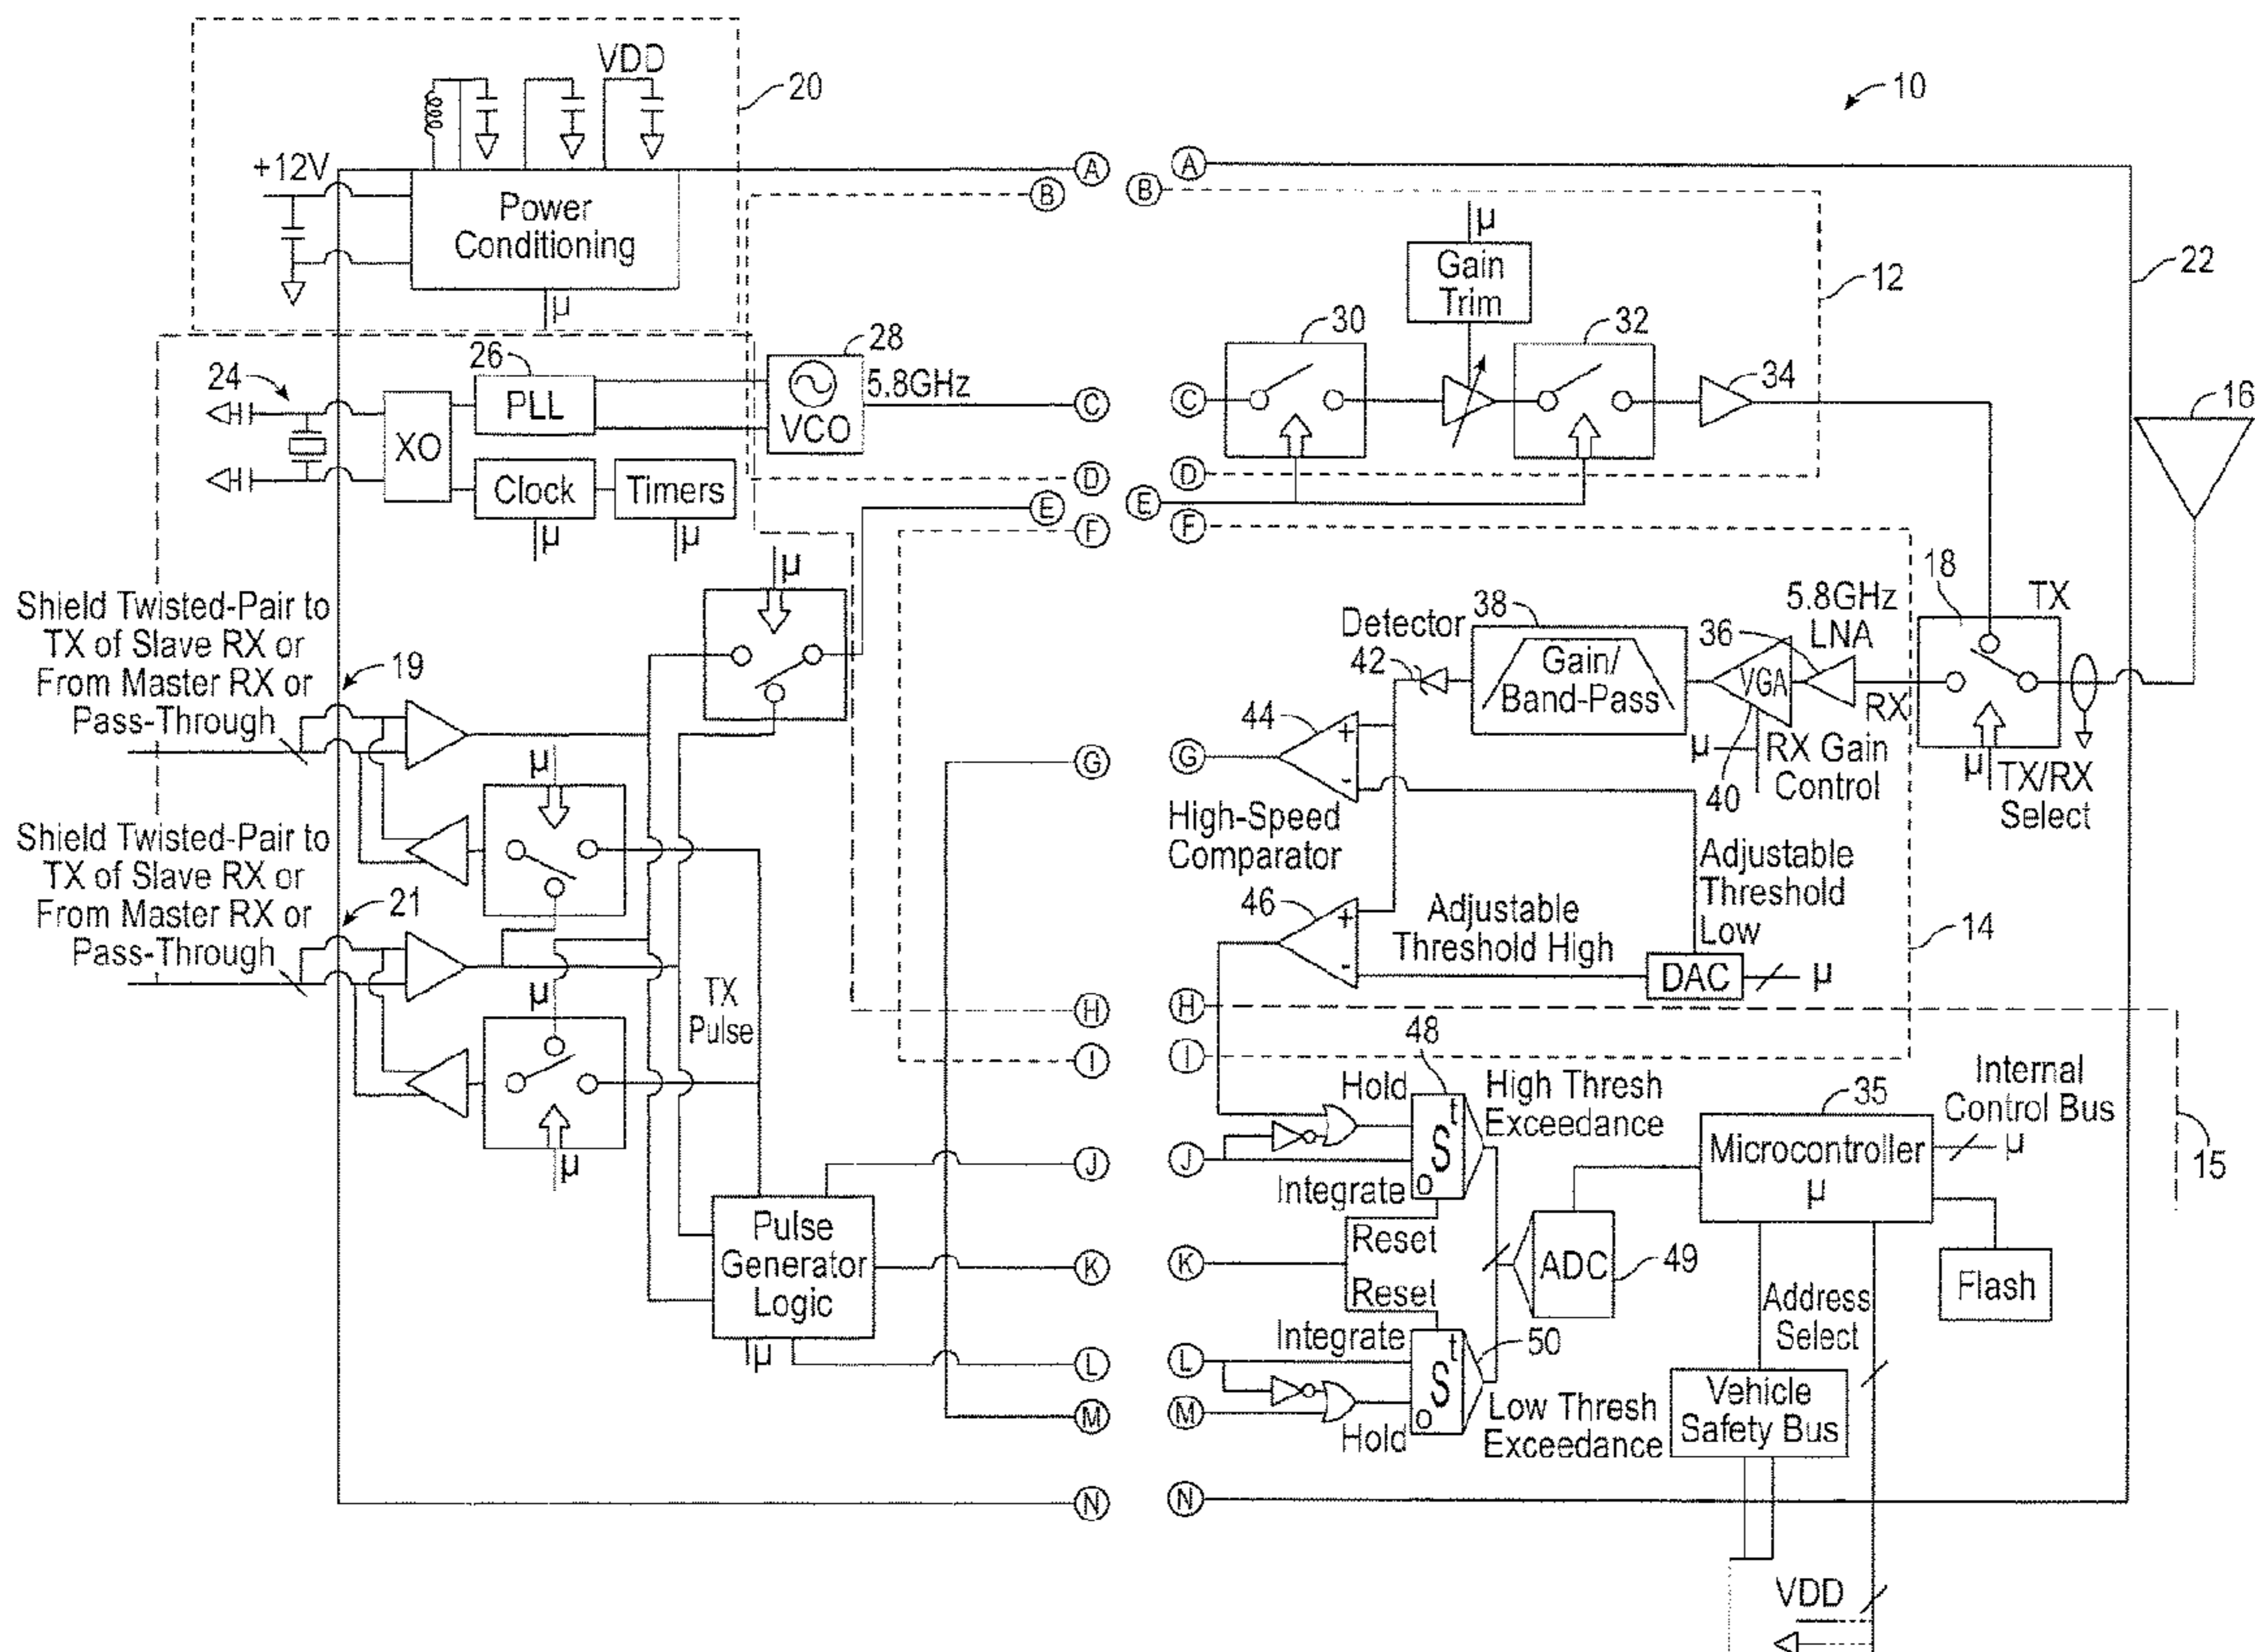 VDD
20
10
+12V
A
A
B
B
Power
Conditioning
µ
Gain
Trim
µ
12
22
30
32
24
26
28
34
16
PLL
5.8GHz
VCO
C
C
XO
Clock
Timers
D
D
E
E
F
F
µ
µ
µ
Shield Twisted-Pair to
TX of Slave RX or
From Master RX or
Pass-Through
19
Detector
42
38
Gain/
Band-Pass
36
5.8GHz
LNA
18
TX
VGA
RX
44
+
-
G
G
µ
RX Gain
Control
40
µ
TX/RX
Select
µ
High-Speed
Comparator
Shield Twisted-Pair to
TX of Slave RX or
From Master RX or
Pass-Through
21
46
+
-
Adjustable
Threshold High
Adjustable
Threshold
Low
14
DAC
µ
µ
TX
Pulse
H
H
I
I
48
Hold
t
S
o
High Thresh
Exceedance
35
Internal
Control Bus
Microcontroller
µ
µ
15
µ
J
J
Integrate
Pulse
Generator
Logic
µ
Reset
K
K
ADC
49
Flash
Reset
Address
Select
Integrate
L
L
t
S
o
50
M
M
Hold
Low Thresh
Exceedance
Vehicle
Safety Bus
N
N
VDD